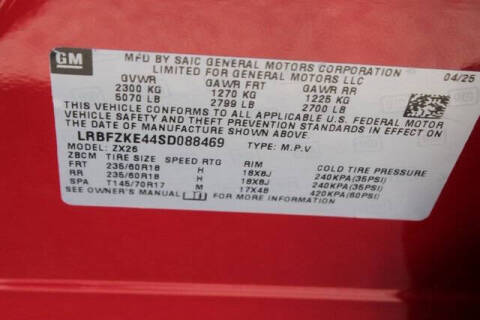 GM
MFD BY SAIC GENERAL MOTORS CORPORATION
LIMITED FOR GENERAL MOTORS LLC
04/25
GVWR GAWR FRT GAWR RR
2300 KG 1270 KG 1225 KG
5070 LB 2799 LB 2700 LB
THIS VEHICLE CONFORMS TO ALL APPLICABLE U.S. FEDERAL MOTOR
VEHICLE SAFETY AND THEFT PREVENTION STANDARDS IN EFFECT ON
THE DATE OF MANUFACTURE SHOWN ABOVE.
LRBFZKE44SD088469 TYPE: M.P.V
MODEL: ZX26
ZBCM TIRE SIZE SPEED RTG RIM COLD TIRE PRESSURE
FRT 235/60R18 H 18X8J 240KPA(35PSI)
RR 235/60R18 H 18X8J 240KPA(35PSI)
SPA T145/70R17 M 17X4B 420KPA(60PSI)
SEE OWNER'S MANUAL FOR MORE INFORMATION